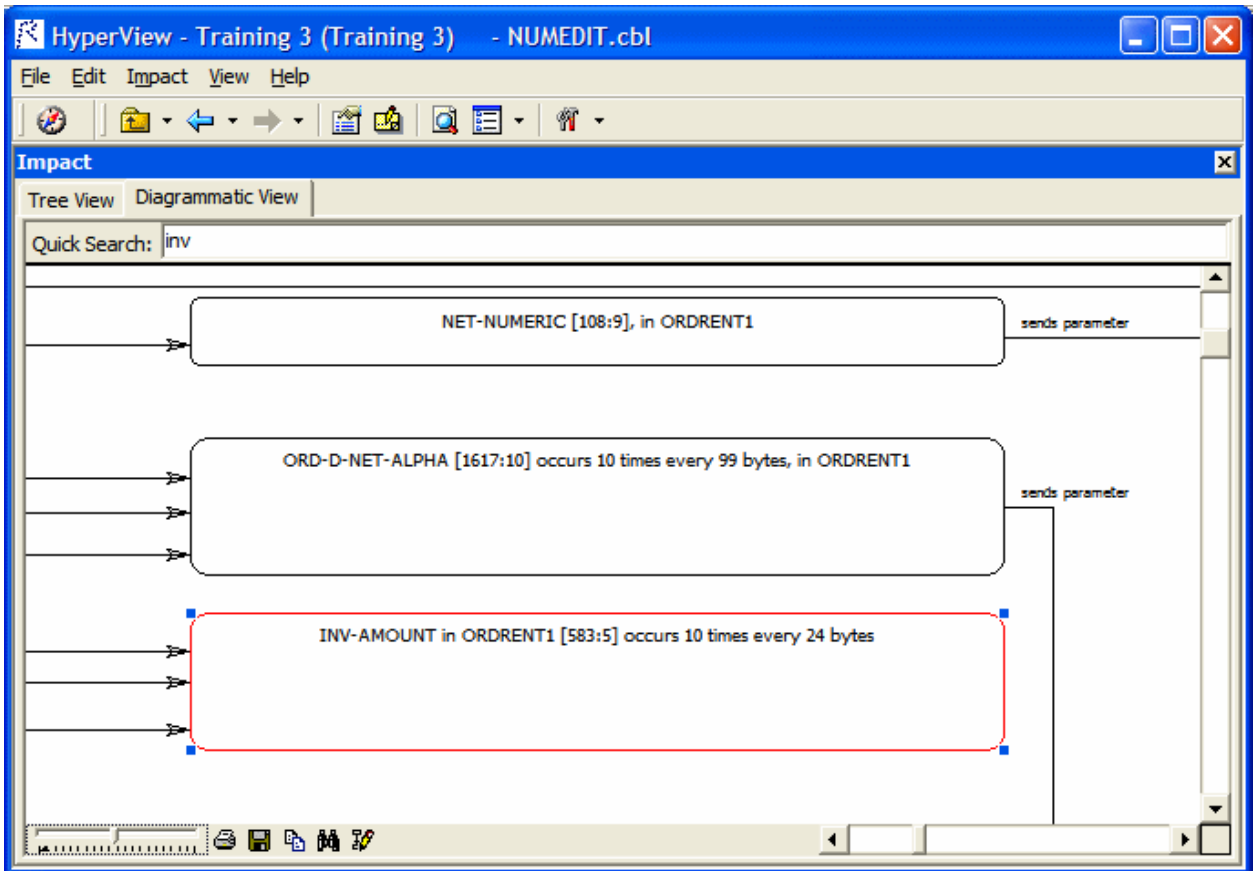 HyperView - Training 3 (Training 3) - NUMEDIT.cbl
File Edit Impact View Help
Impact
Tree View Diagrammatic View
Quick Search: inv
NET-NUMERIC [108:9], in ORDRENT1
sends parameter
ORD-D-NET-ALPHA [1617:10] occurs 10 times every 99 bytes, in ORDRENT1
sends parameter
INV-AMOUNT in ORDRENT1 [583:5] occurs 10 times every 24 bytes